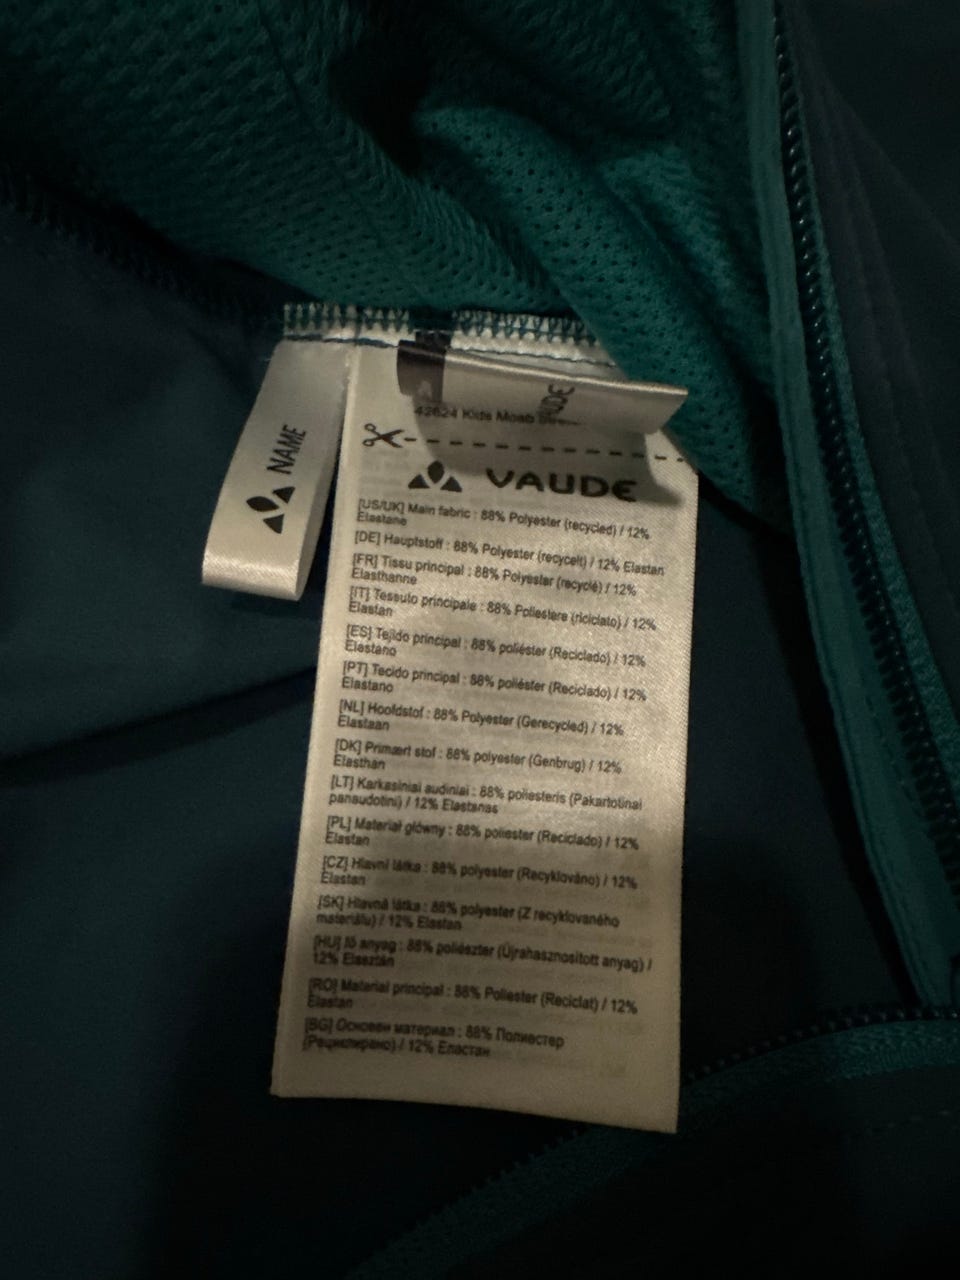 NAME
VAUDE
42624 Kids Moab
VAUDE
[US/UK] Main fabric : 88% Polyester (recycled) / 12%
Elastane
[DE] Hauptstoff : 88% Polyester (recycelt) / 12% Elastan
[FR] Tissu principal : 88% Polyester (recyclé) / 12%
Elasthanne
[IT] Tessuto principale : 88% Poliestere (riciclato) / 12%
Elastan
[ES] Tejido principal : 88% poliéster (Reciclado) / 12%
Elastano
[PT] Tecido principal : 88% poliéster (Reciclado) / 12%
Elastano
[NL] Hoofdstof : 88% Polyester (Gerecycled) / 12%
Elastaan
[DK] Primært stof : 88% polyester (Genbrug) / 12%
Elasthan
[LT] Karkasiniai audiniai : 88% poliesteris (Pakartotinai
panaudotini) / 12% Elastanas
[PL] Materiał główny : 88% poliester (Reciclado) / 12%
Elastan
[CZ] Hlavní látka : 88% polyester (Recyklováno) / 12%
Elastan
[SK] Hlavná látka : 88% polyester (Z recyklovaného
materiálu) / 12% Elastan
[HU] fő anyag : 88% poliészter (Újrahasznosított anyag) /
12% Elasztán
[RO] Material principal : 88% Poliester (Reciclat) / 12%
Elastan
[BG] Основен материал : 88% Полиестер
(Рециклирано) / 12% Еластан